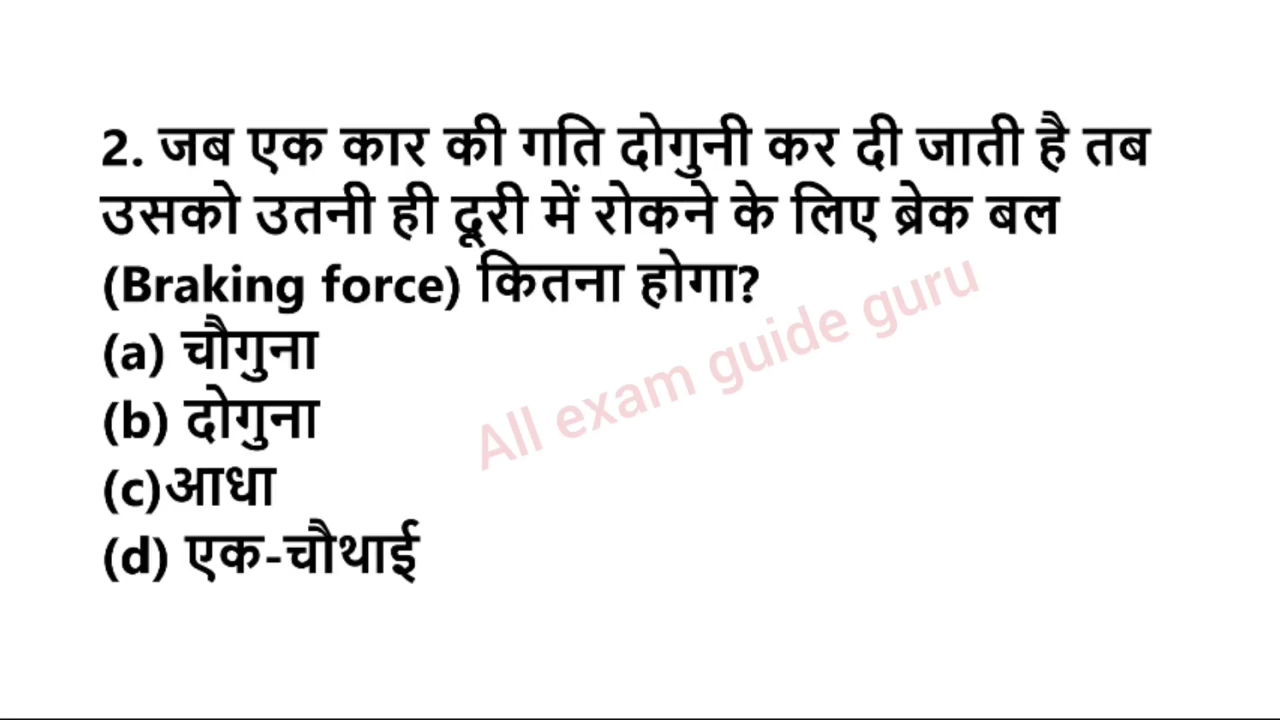 2. जब एक कार की गति दोगुनी कर दी जाती है तब
उसको उतनी ही दूरी में रोकने के लिए ब्रेक बल
(Braking force) कितना होगा?
(a) चौगुना
(b) दोगुना
(c)आधा
(d) एक-चौथाई
All exam guide guru